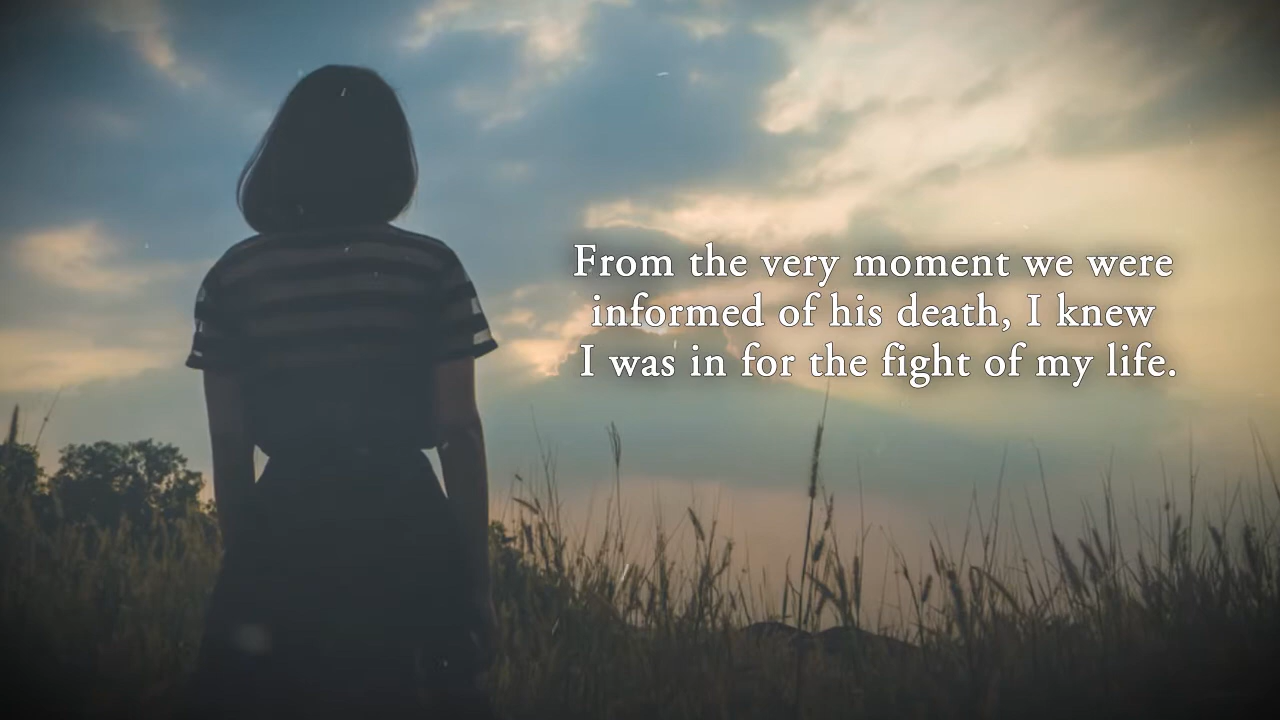 From the very moment we were
informed of his death, I knew
I was in for the fight of my life.